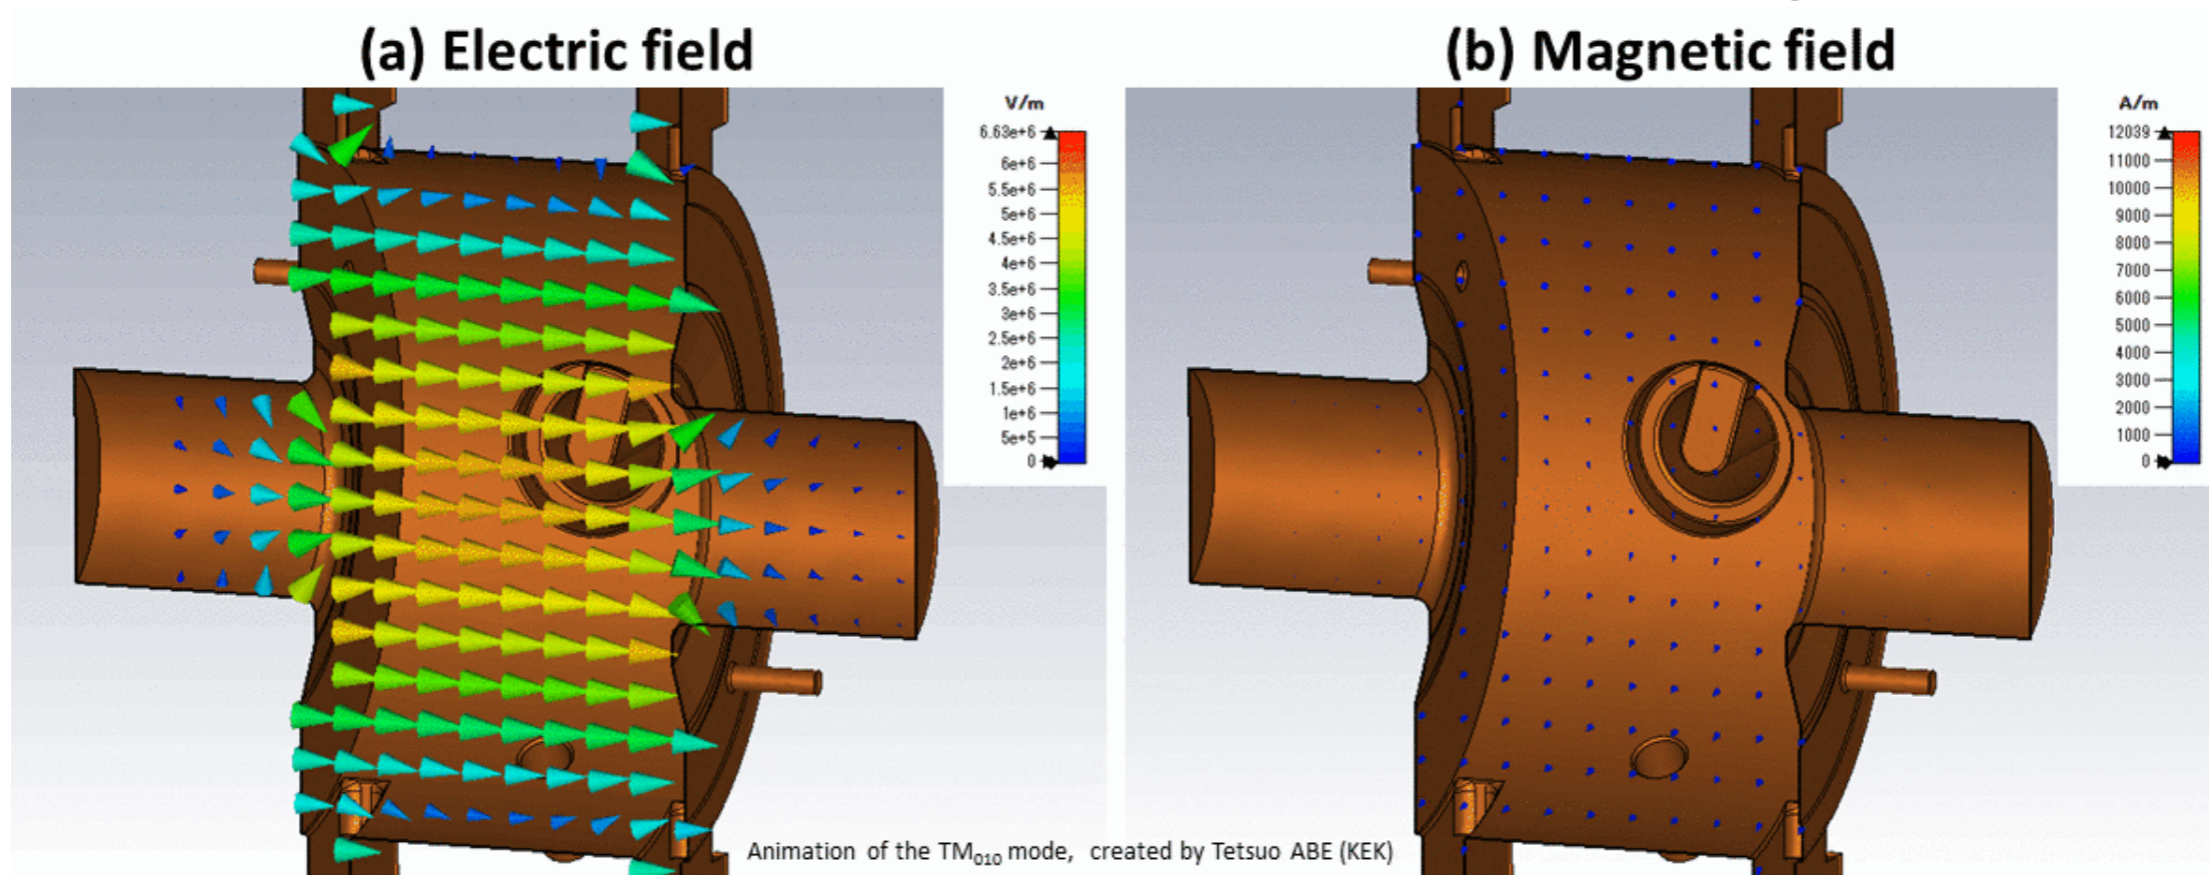 (a) Electric field
(b) Magnetic field
V/m
6.63e+6
6e+6
5.5e+6
5e+6
4.5e+6
4e+6
3.5e+6
3e+6
2.5e+6
2e+6
1.5e+6
1e+6
5e+5
0
A/m
12039
11000
10000
9000
8000
7000
6000
5000
4000
3000
2000
1000
0
Animation of the TM010 mode, created by Tetsuo ABE (KEK)